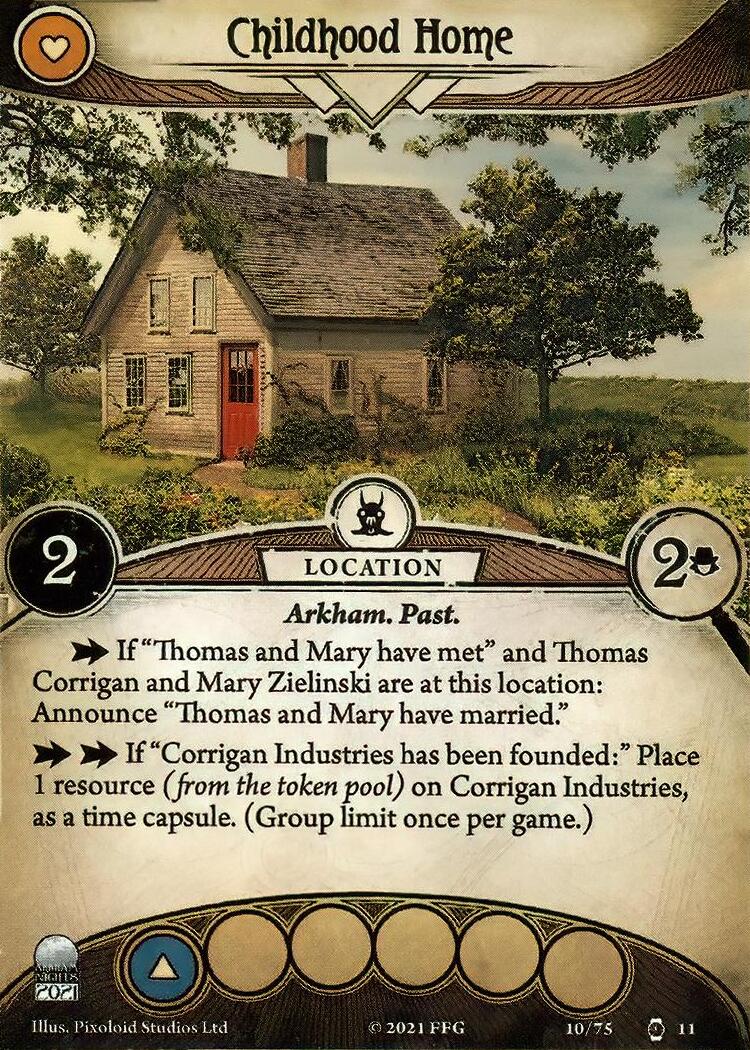 Childhood Home
2
LOCATION
2
Arkham. Past.
If “Thomas and Mary have met” and Thomas
Corrigan and Mary Zielinski are at this location:
Announce “Thomas and Mary have married.”
If “Corrigan Industries has been founded:” Place
1 resource (from the token pool) on Corrigan Industries,
as a time capsule. (Group limit once per game.)
ARKHAM
NIGHTS
2021
Illus. Pixoloid Studios Ltd
© 2021 FFG
10/75
11